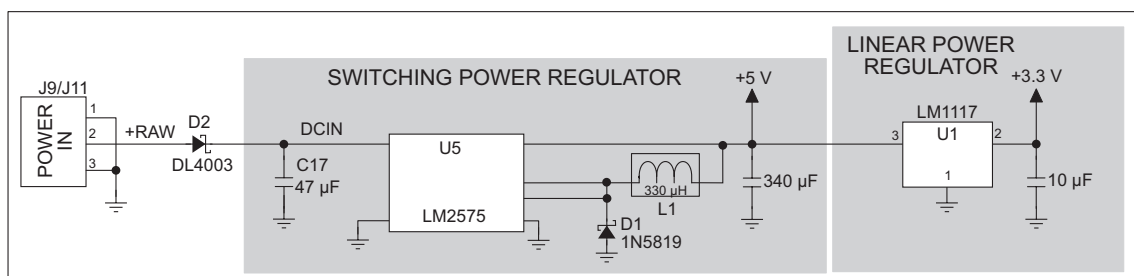 SWITCHING POWER REGULATOR
LINEAR POWER
REGULATOR
J9/J11
POWER
IN
1
2
3
+RAW
D2
DL4003
DCIN
C17
47 µF
U5
LM2575
330 µH
L1
D1
1N5819
+5 V
340 µF
LM1117
3
U1
2
1
+3.3 V
10 µF